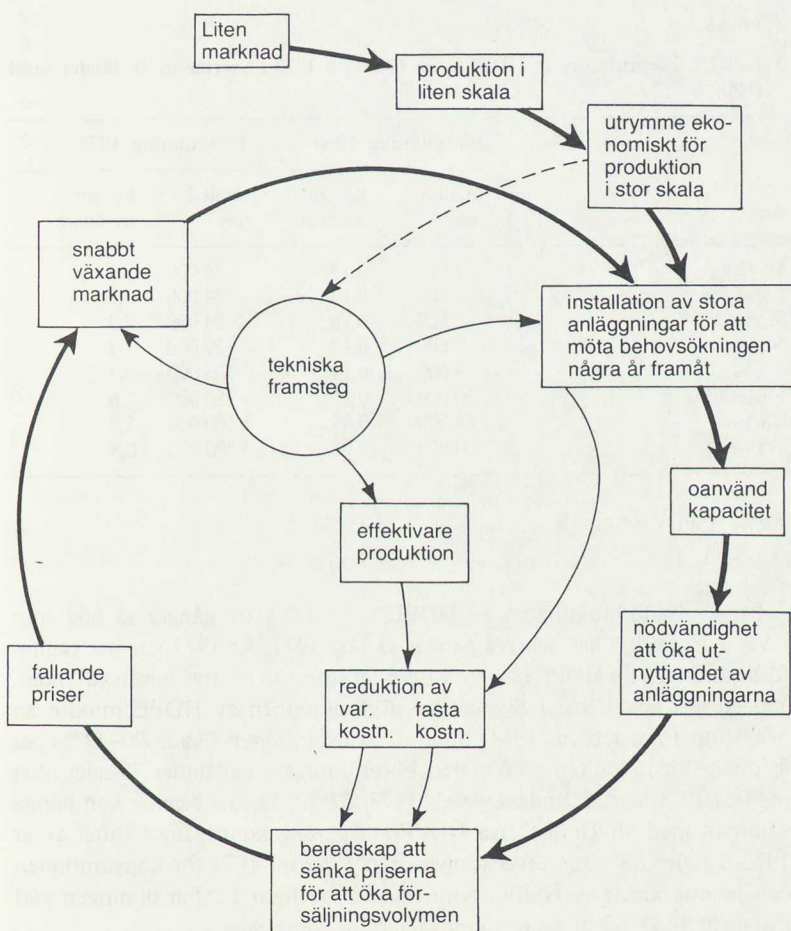 Liten
marknad
produktion i
liten skala
utrymme eko-
nomiskt för
produktion
i stor skala
snabbt
växande
marknad
installation av stora
anläggningar för att
möta behovsökningen
några år framåt
tekniska
framsteg
oanvänd
kapacitet
effektivare
produktion
nödvändighet
att öka ut-
nyttjandet av
anläggningarna
fallande
priser
reduktion av
var. fasta
kostn. kostn.
beredskap att
sänka priserna
för att öka för-
säljningsvolymen